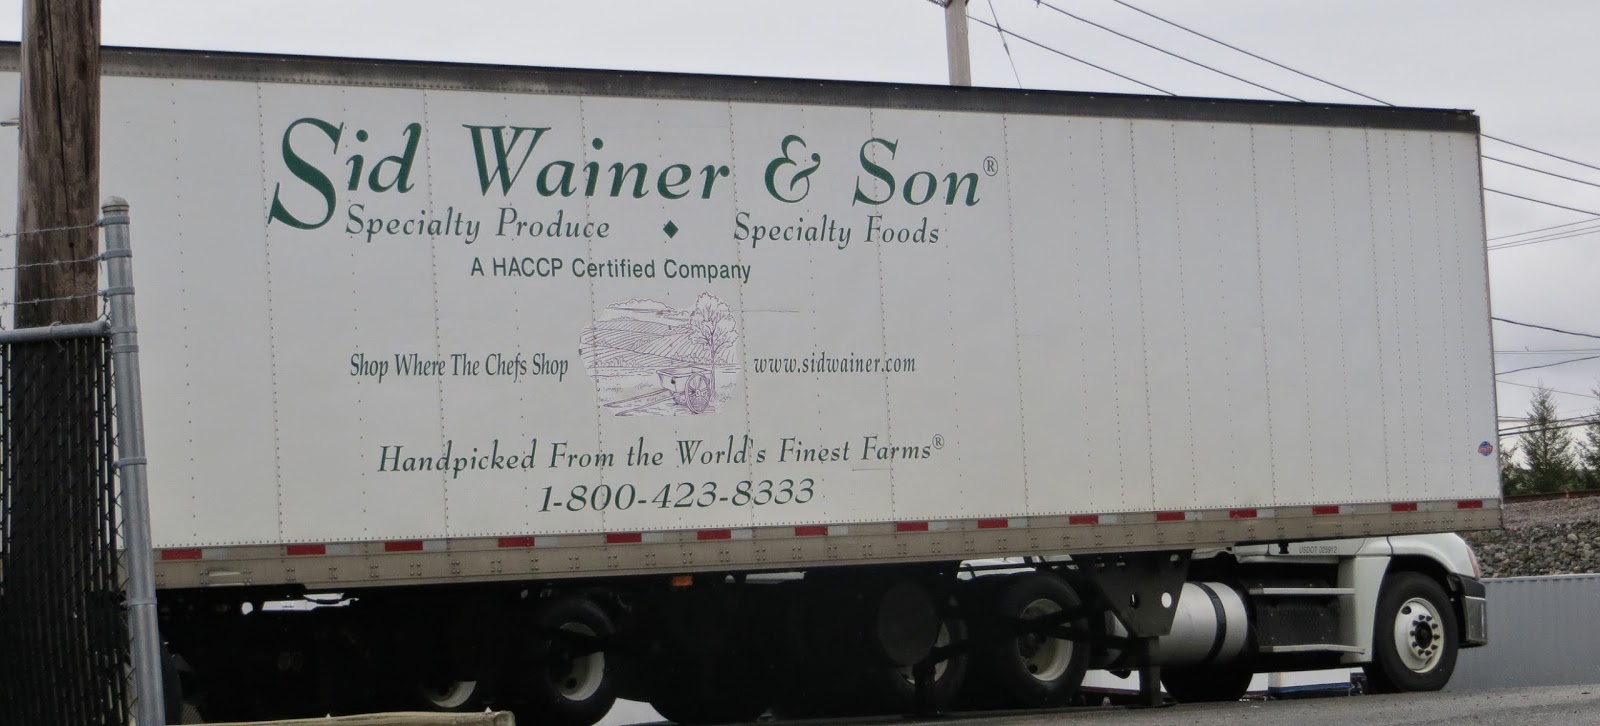 Sid Wainer & Son®
Specialty Produce ♦ Specialty Foods
A HACCP Certified Company
Shop Where The Chefs Shop www.sidwainer.com
Handpicked From the World's Finest Farms®
1-800-423-8333